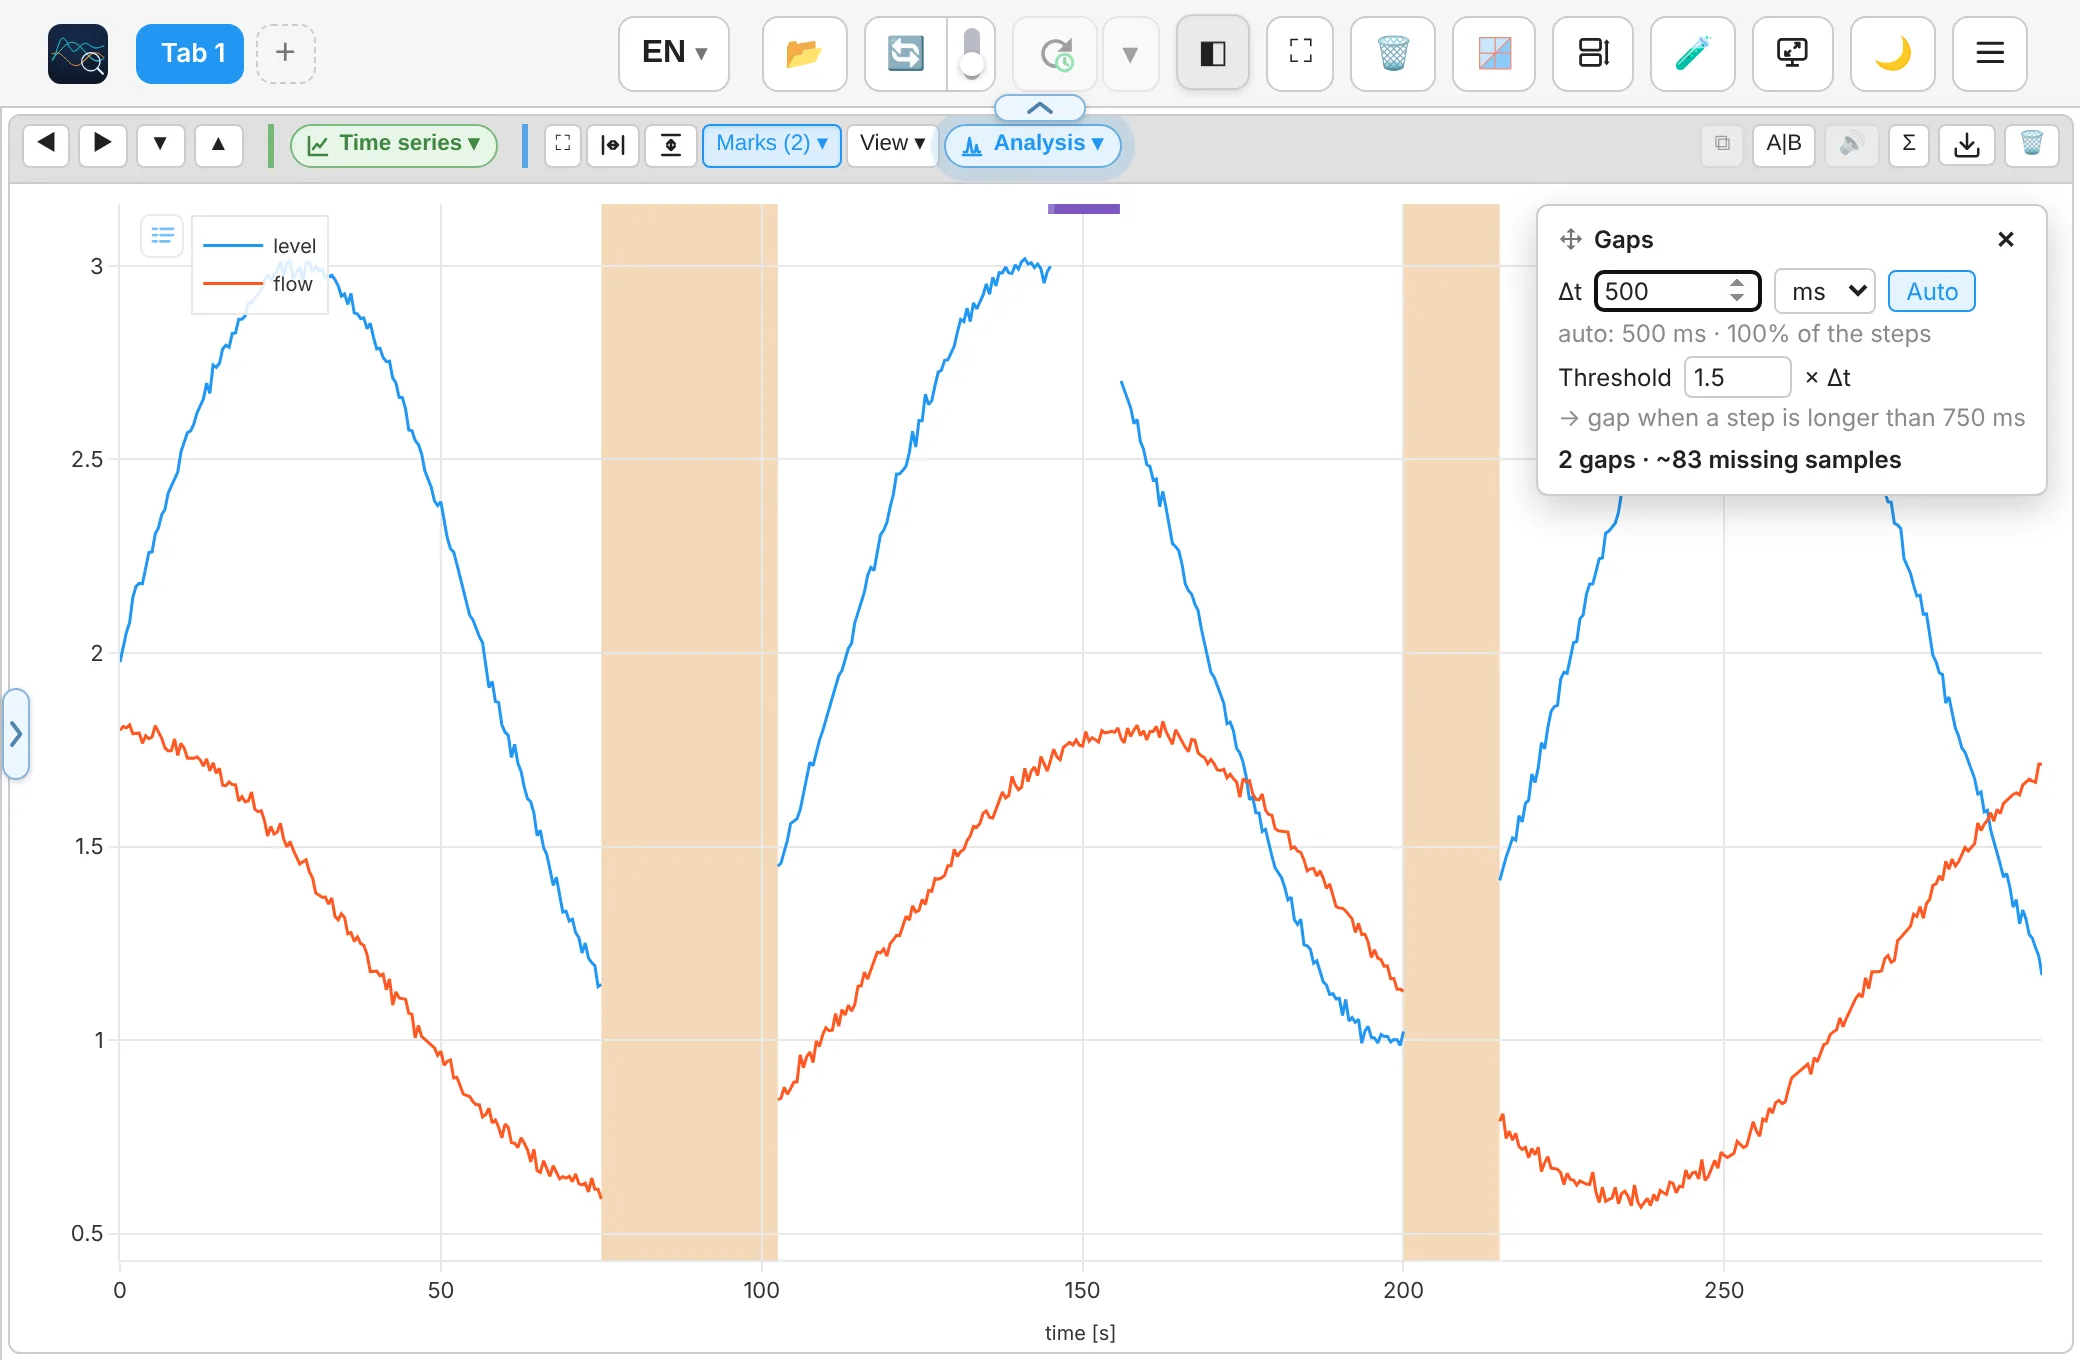 Tab 1 + EN ▾
Time series ▾ Marks (2) ▾ View ▾ Analysis ▾ A|B Σ
level
flow
Gaps ×
Δt 500 ms Auto
auto: 500 ms · 100% of the steps
Threshold 1.5 × Δt
→ gap when a step is longer than 750 ms
2 gaps · ~83 missing samples
3
2.5
2
1.5
1
0.5
0 50 100 150 200 250
time [s]